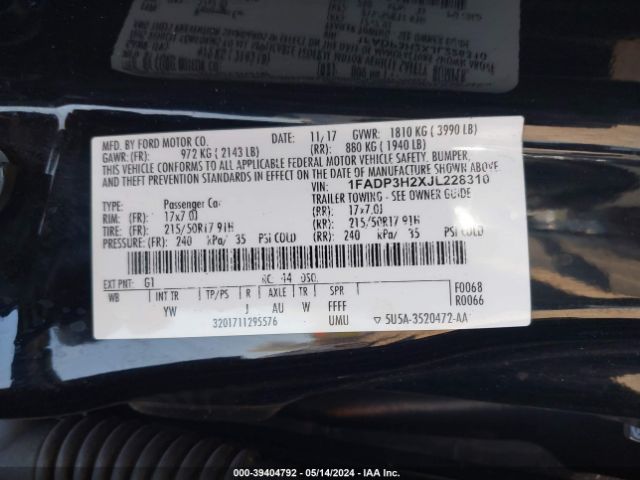 MFD. BY FORD MOTOR CO.
DATE: 11/17 GVWR: 1810 KG ( 3990 LB)
GAWR: (FR): 972 KG ( 2143 LB) (RR): 880 KG ( 1940 LB)
THIS VEHICLE CONFORMS TO ALL APPLICABLE FEDERAL MOTOR VEHICLE SAFETY, BUMPER,
AND THEFT PREVENTION STANDARDS IN EFFECT ON THE DATE OF MANUFACTURE SHOWN ABOVE.
VIN: 1FADP3H2XJL228310
TYPE: Passenger Car TRAILER TOWING - SEE OWNER GUIDE
RIM: (FR): 17x7.0J (RR): 17x7.0J
TIRE: (FR): 215/50R17 91H (RR): 215/50R17 91H
PRESSURE: (FR) 240 kPa/ 35 PSI COLD (RR): 240 kPa/ 35 PSI COLD
EXT PNT: G1 RC: 44 DSO: F0068
WB INT TR TP/PS R AXLE TR SPR R0066
YW J AU W FFFF
3201711295576 UMU ▽ 5U5A-3520472-AA
000-39404792 - 05/14/2024 - IAA Inc.